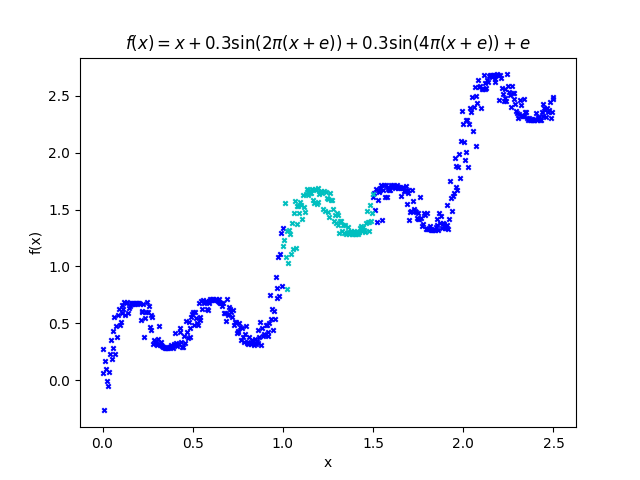 f(x) = x + 0.3sin(2π(x + e)) + 0.3sin(4π(x + e)) + e
f(x)
2.5
2.0
1.5
1.0
0.5
0.0
0.0 0.5 1.0 1.5 2.0 2.5
x